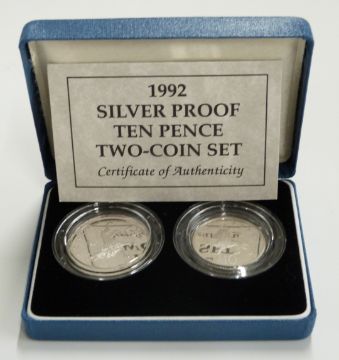 1992
SILVER PROOF
TEN PENCE
TWO-COIN SET
Certificate of Authenticity